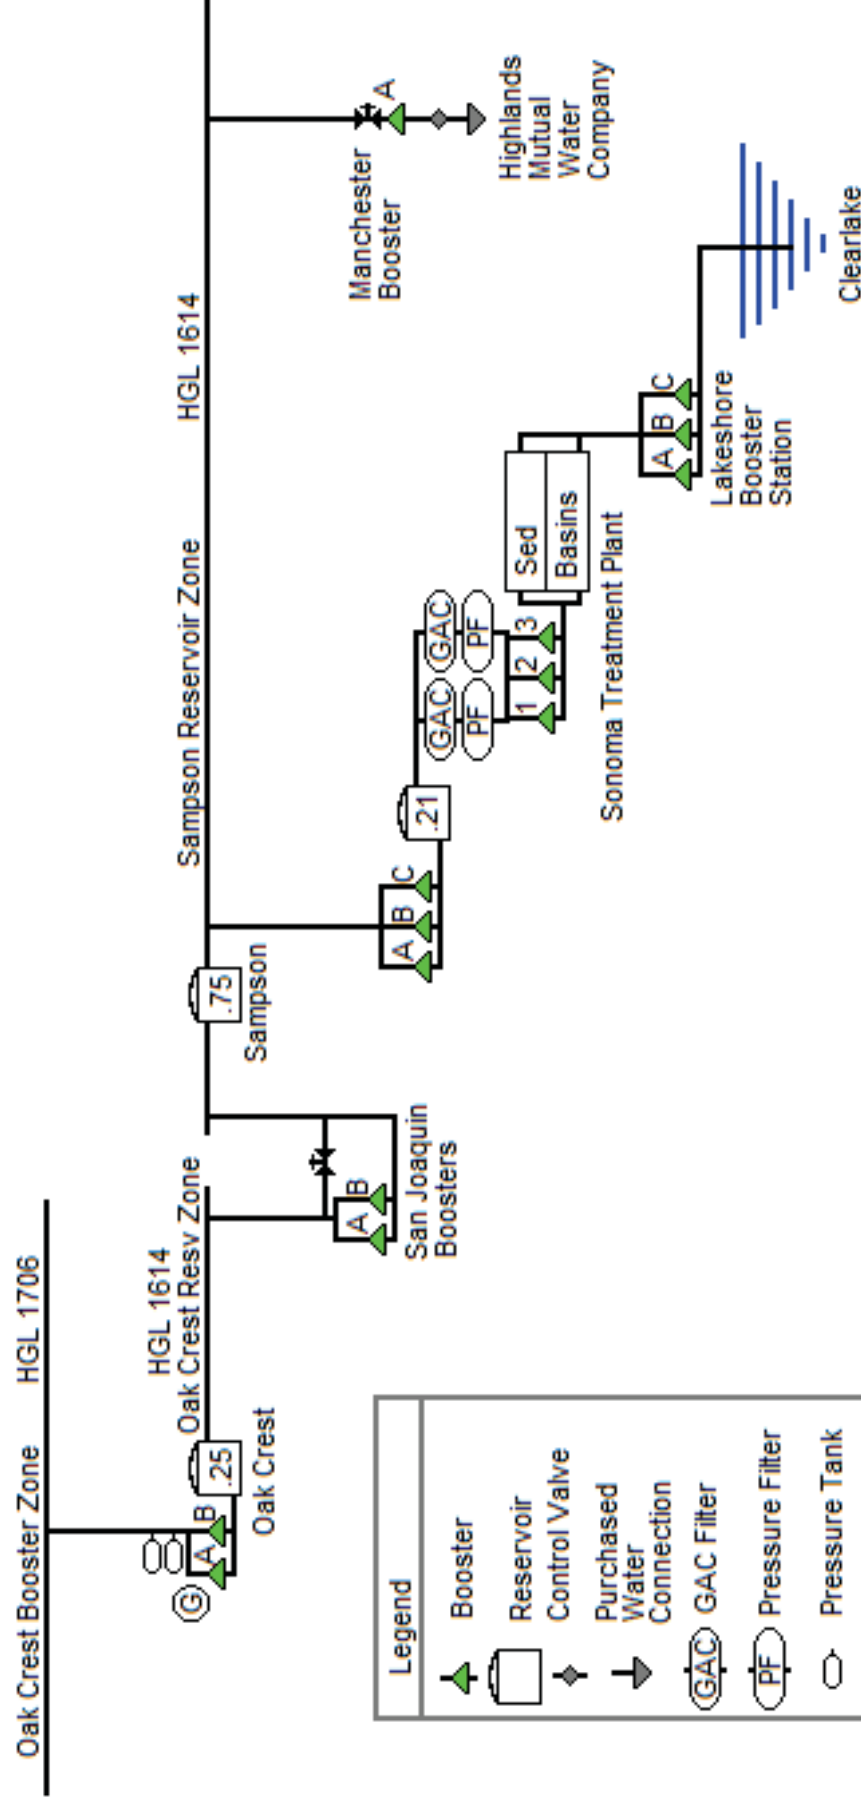 Oak Crest Booster Zone
HGL 1706
HGL 1614
Oak Crest Resv Zone
Sampson Reservoir Zone
HGL 1614
G
A
B
.25
Oak Crest
A
B
San Joaquin
Boosters
.75
Sampson
A
B
C
.21
GAC
GAC
PF
PF
1
2
3
Sed
Basins
Sonoma Treatment Plant
A
B
C
Lakeshore
Booster
Station
Manchester
Booster
A
Highlands
Mutual
Water
Company
Clearlake
Legend
Booster
Reservoir
Control Valve
Purchased
Water
Connection
GAC
GAC Filter
PF
Pressure Filter
Pressure Tank